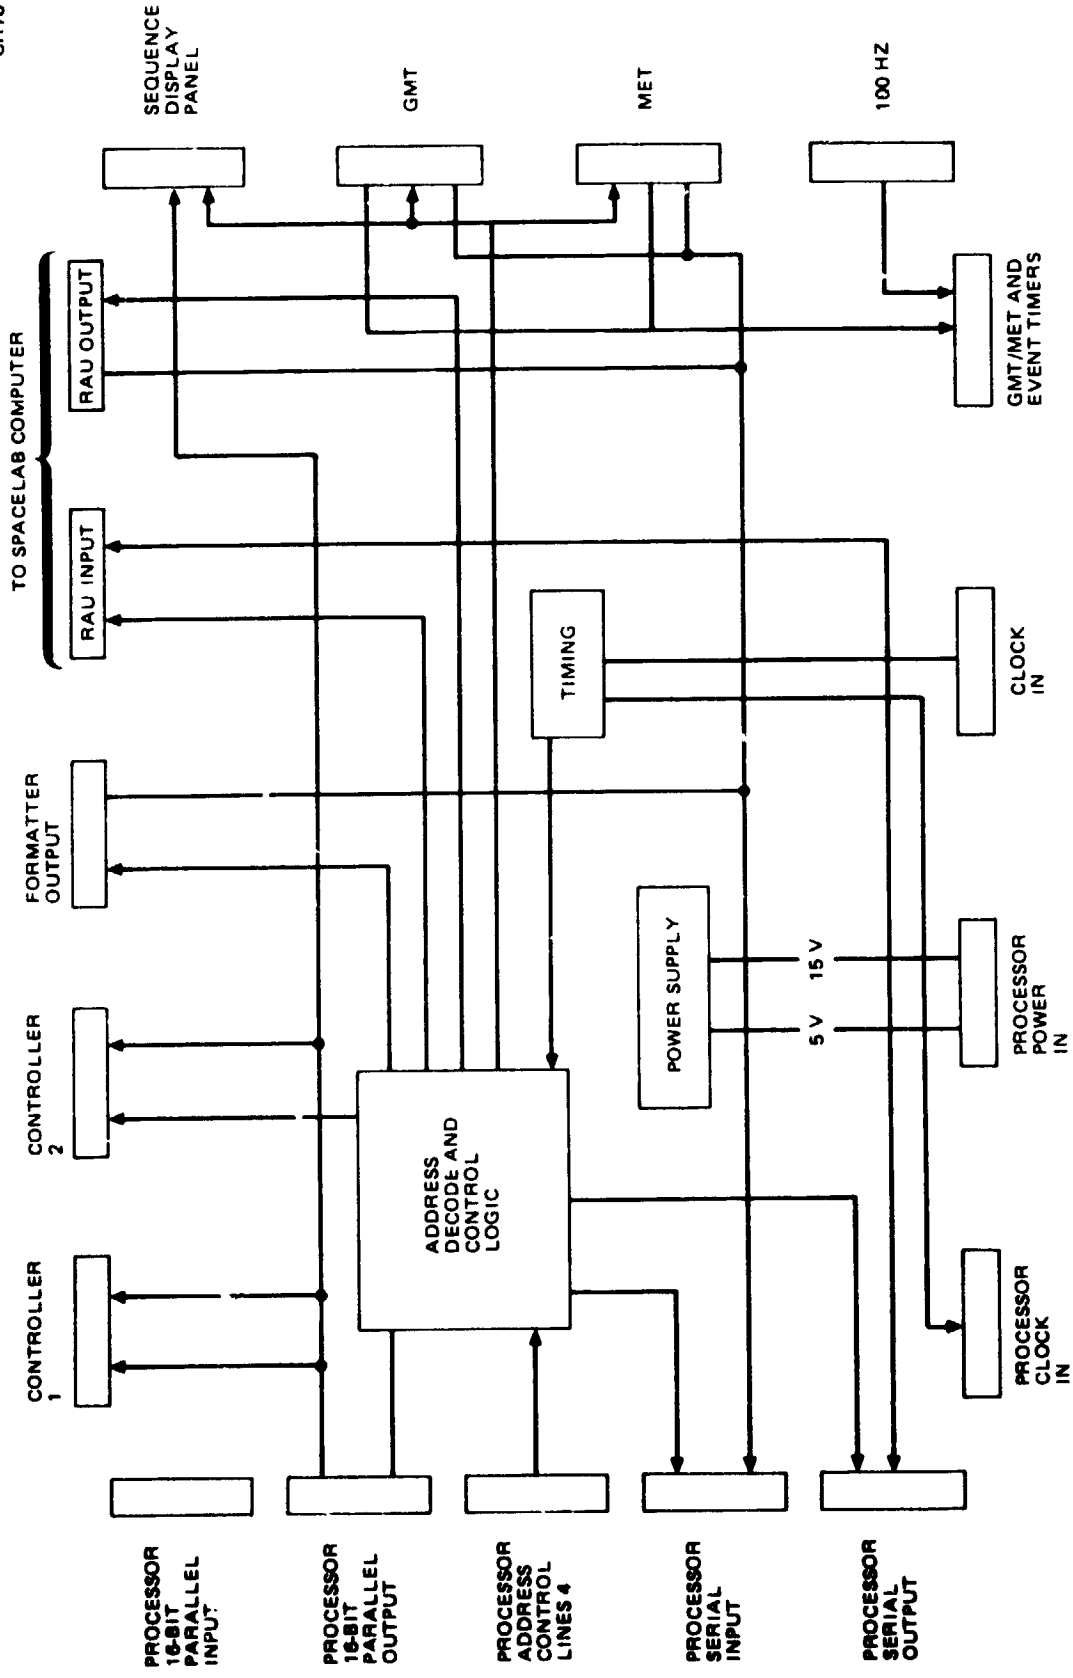 TO SPACELAB COMPUTER
CONTROLLER
1
CONTROLLER
2
FORMATTER
OUTPUT
RAU INPUT
RAU OUTPUT
SEQUENCE
DISPLAY
PANEL
GMT
MET
100 HZ
PROCESSOR
16-BIT
PARALLEL
INPUT
PROCESSOR
16-BIT
PARALLEL
OUTPUT
PROCESSOR
ADDRESS
CONTROL
LINES 4
PROCESSOR
SERIAL
INPUT
PROCESSOR
SERIAL
OUTPUT
ADDRESS
DECODE AND
CONTROL
LOGIC
POWER SUPPLY
5 V
15 V
TIMING
PROCESSOR
CLOCK
IN
PROCESSOR
POWER
IN
CLOCK
IN
GMT/MET AND
EVENT TIMERS